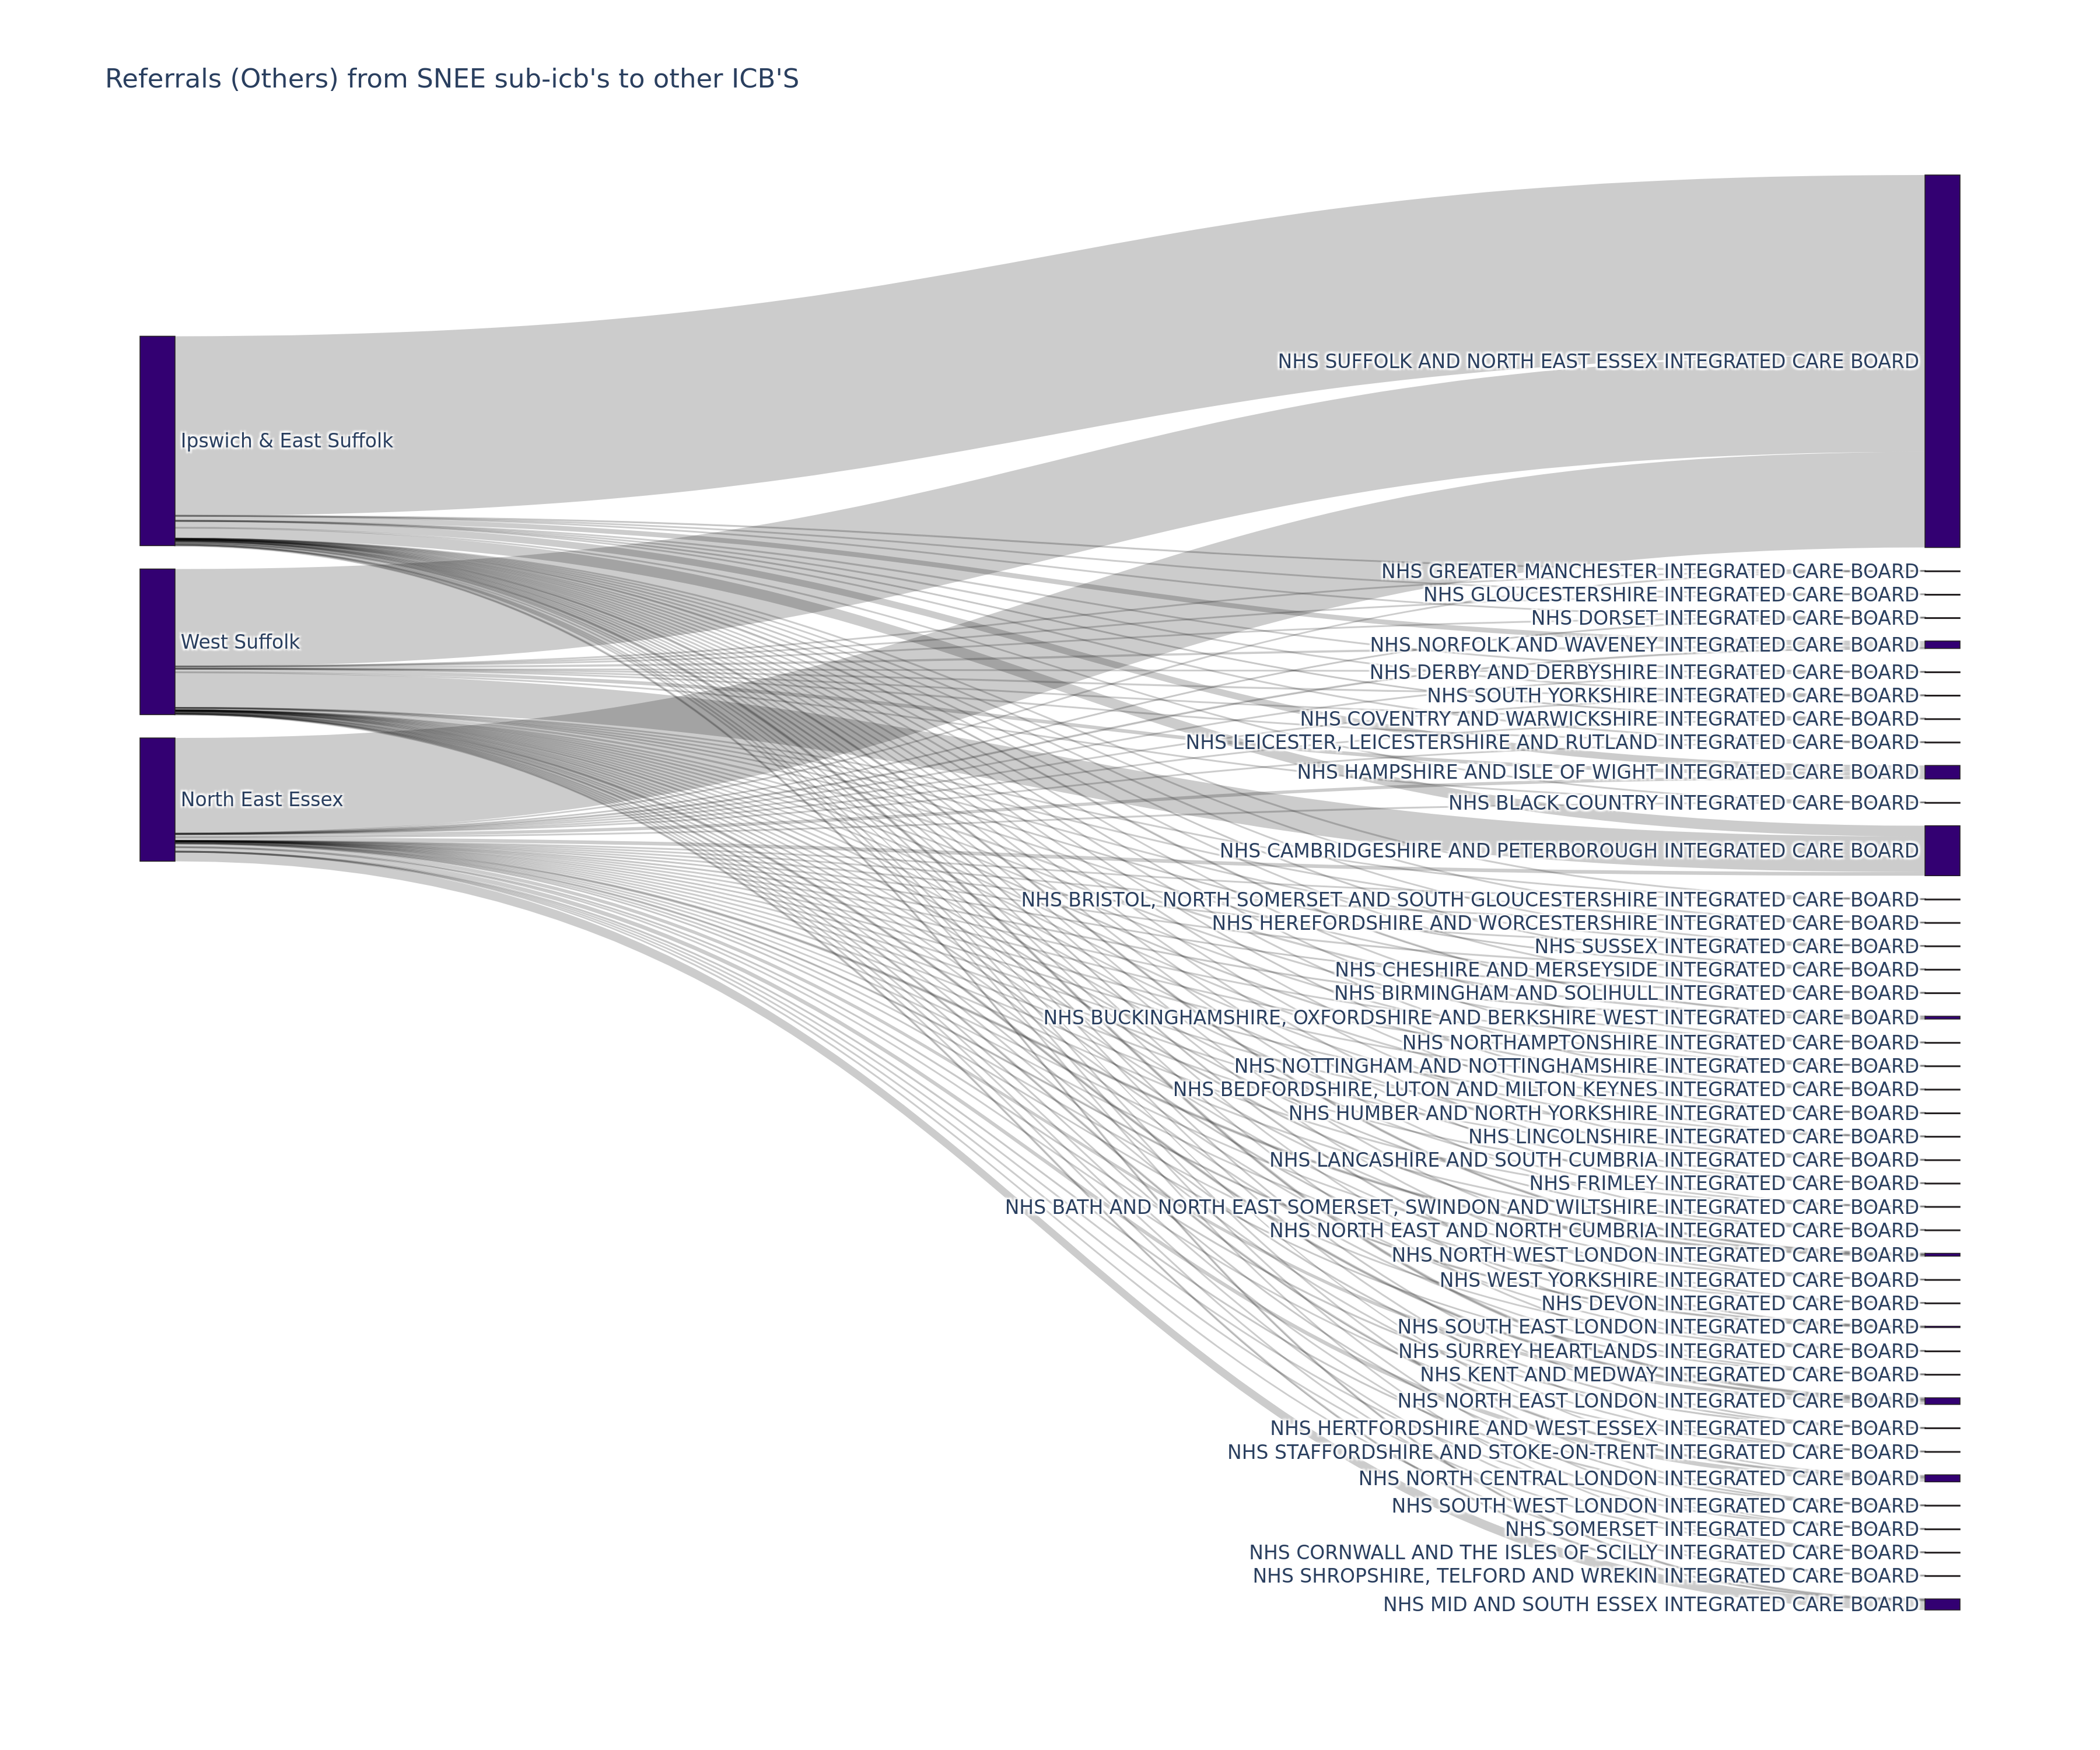 Referrals (Others) from SNEE sub-icb's to other ICB'S
Ipswich & East Suffolk
West Suffolk
North East Essex
NHS SUFFOLK AND NORTH EAST ESSEX INTEGRATED CARE BOARD
NHS GREATER MANCHESTER INTEGRATED CARE BOARD
NHS GLOUCESTERSHIRE INTEGRATED CARE BOARD
NHS DORSET INTEGRATED CARE BOARD
NHS NORFOLK AND WAVENEY INTEGRATED CARE BOARD
NHS DERBY AND DERBYSHIRE INTEGRATED CARE BOARD
NHS SOUTH YORKSHIRE INTEGRATED CARE BOARD
NHS COVENTRY AND WARWICKSHIRE INTEGRATED CARE BOARD
NHS LEICESTER, LEICESTERSHIRE AND RUTLAND INTEGRATED CARE BOARD
NHS HAMPSHIRE AND ISLE OF WIGHT INTEGRATED CARE BOARD
NHS BLACK COUNTRY INTEGRATED CARE BOARD
NHS CAMBRIDGESHIRE AND PETERBOROUGH INTEGRATED CARE BOARD
NHS BRISTOL, NORTH SOMERSET AND SOUTH GLOUCESTERSHIRE INTEGRATED CARE BOARD
NHS HEREFORDSHIRE AND WORCESTERSHIRE INTEGRATED CARE BOARD
NHS SUSSEX INTEGRATED CARE BOARD
NHS CHESHIRE AND MERSEYSIDE INTEGRATED CARE BOARD
NHS BIRMINGHAM AND SOLIHULL INTEGRATED CARE BOARD
NHS BUCKINGHAMSHIRE, OXFORDSHIRE AND BERKSHIRE WEST INTEGRATED CARE BOARD
NHS NORTHAMPTONSHIRE INTEGRATED CARE BOARD
NHS NOTTINGHAM AND NOTTINGHAMSHIRE INTEGRATED CARE BOARD
NHS BEDFORDSHIRE, LUTON AND MILTON KEYNES INTEGRATED CARE BOARD
NHS HUMBER AND NORTH YORKSHIRE INTEGRATED CARE BOARD
NHS LINCOLNSHIRE INTEGRATED CARE BOARD
NHS LANCASHIRE AND SOUTH CUMBRIA INTEGRATED CARE BOARD
NHS FRIMLEY INTEGRATED CARE BOARD
NHS BATH AND NORTH EAST SOMERSET, SWINDON AND WILTSHIRE INTEGRATED CARE BOARD
NHS NORTH EAST AND NORTH CUMBRIA INTEGRATED CARE BOARD
NHS NORTH WEST LONDON INTEGRATED CARE BOARD
NHS WEST YORKSHIRE INTEGRATED CARE BOARD
NHS DEVON INTEGRATED CARE BOARD
NHS SOUTH EAST LONDON INTEGRATED CARE BOARD
NHS SURREY HEARTLANDS INTEGRATED CARE BOARD
NHS KENT AND MEDWAY INTEGRATED CARE BOARD
NHS NORTH EAST LONDON INTEGRATED CARE BOARD
NHS HERTFORDSHIRE AND WEST ESSEX INTEGRATED CARE BOARD
NHS STAFFORDSHIRE AND STOKE-ON-TRENT INTEGRATED CARE BOARD
NHS NORTH CENTRAL LONDON INTEGRATED CARE BOARD
NHS SOUTH WEST LONDON INTEGRATED CARE BOARD
NHS SOMERSET INTEGRATED CARE BOARD
NHS CORNWALL AND THE ISLES OF SCILLY INTEGRATED CARE BOARD
NHS SHROPSHIRE, TELFORD AND WREKIN INTEGRATED CARE BOARD
NHS MID AND SOUTH ESSEX INTEGRATED CARE BOARD